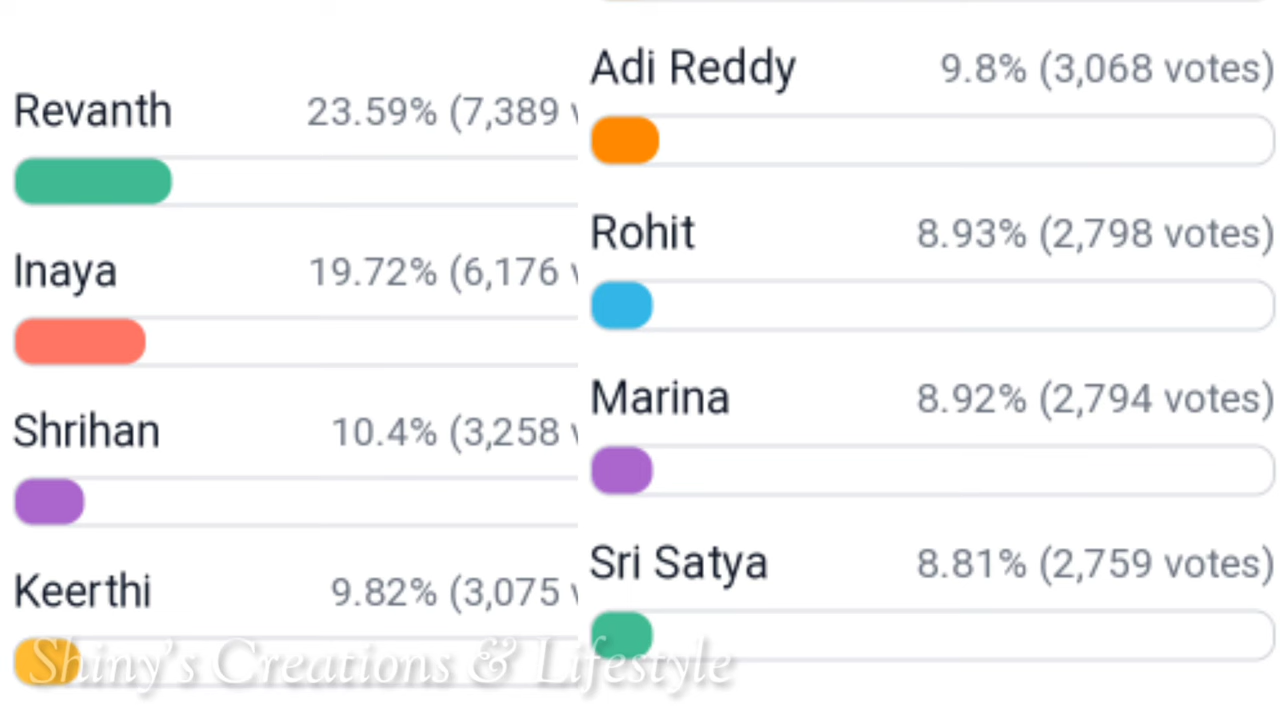 Revanth 23.59% (7,389
Inaya 19.72% (6,176
Shrihan 10.4% (3,258
Keerthi 9.82% (3,075
Adi Reddy 9.8% (3,068 votes)
Rohit 8.93% (2,798 votes)
Marina 8.92% (2,794 votes)
Sri Satya 8.81% (2,759 votes)
Shiny's Creations & Lifestyle